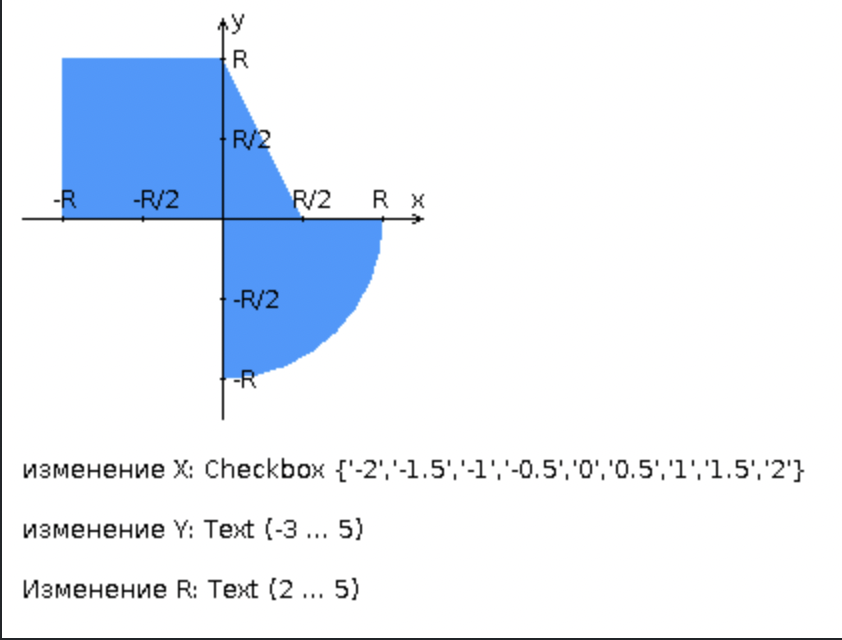 y
R
R/2
-R -R/2 R/2 R x
-R/2
-R
изменение X: Checkbox {'-2','-1.5','-1','-0.5','0','0.5','1','1.5','2'}
изменение Y: Text (-3 ... 5)
Изменение R: Text (2 ... 5)